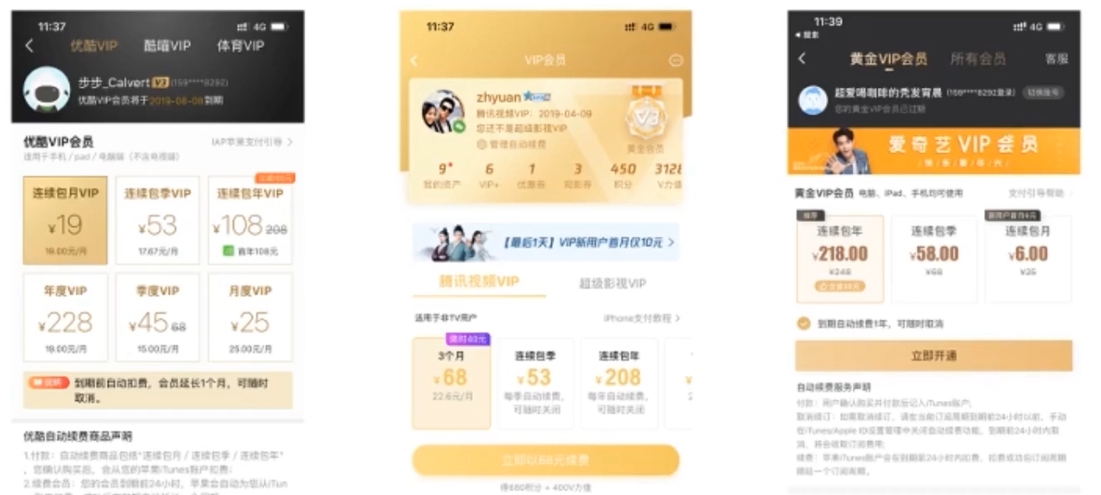 11:37
4G
优酷VIP 酷喵VIP 体育VIP
步步_Calvert V3 (159****8292)
优酷VIP会员将于2019-08-08到期
优酷VIP会员
IAP苹果支付引导
适用于手机 / pad / 电脑端 (不含电视端)
连续包月VIP
¥19
19.00元/月
连续包季VIP
¥53
17.67元/月
连续包年VIP
¥108 208
首年108元
年度VIP
¥228
19.00元/月
季度VIP
¥45 68
15.00元/月
月度VIP
¥25
25.00元/月
说明
到期前自动扣费,会员延长1个月,可随时
取消。
优酷自动续费商品声明
1.付款:自动续费商品包括“连续包月 / 连续包季 / 连续包年”
,您确认购买后,会从您的苹果iTunes账户扣费;
2.续费会员:您的会员到期前24小时,苹果会自动为您从iTun
11:37
4G
VIP会员
zhyuan
腾讯视频VIP:2019-04-09
您还不是超级影视VIP
管理自动续费
V3
黄金会员
9
我的资产
6
VIP+
1
优惠券
3
观影券
450
积分
3128
V力值
【最后1天】VIP新用户首月仅10元
腾讯视频VIP
超级影视VIP
适用于非TV用户
iPhone支付教程
限时40元
3个月
¥68
22.6元/月
连续包季
¥53
每季自动续费,
可随时关闭
连续包年
¥208
每年自动续费,
可随时关闭
立即以68元续费
得680积分 + 400V力值
11:39
搜索
4G
黄金VIP会员 所有会员 客服
超爱喝咖啡的秃发宵晨 (159****8292登录) 切换账号
您的黄金VIP会员已过期
爱奇艺VIP会员
黄金VIP会员 电脑、iPad、手机均可使用
支付引导帮助
推荐
连续包年
¥218.00
¥248
连续包季
¥58.00
¥68
新用户首月6元
连续包月
¥6.00
¥25
到期自动续费1年,可随时取消
立即开通
自动续费服务声明
付款:用户确认购买并付款后记入iTunes账户;
取消续订:如需取消续订,请在当前订阅周期到期前24小时以前,手动
在iTunes/Apple ID设置管理中关闭自动续费功能,到期前24小时内取
消,将会收取订阅费用;
续费:苹果iTunes账户会在到期前24小时内扣费,扣费成功后订阅周期
顺延一个订阅周期。